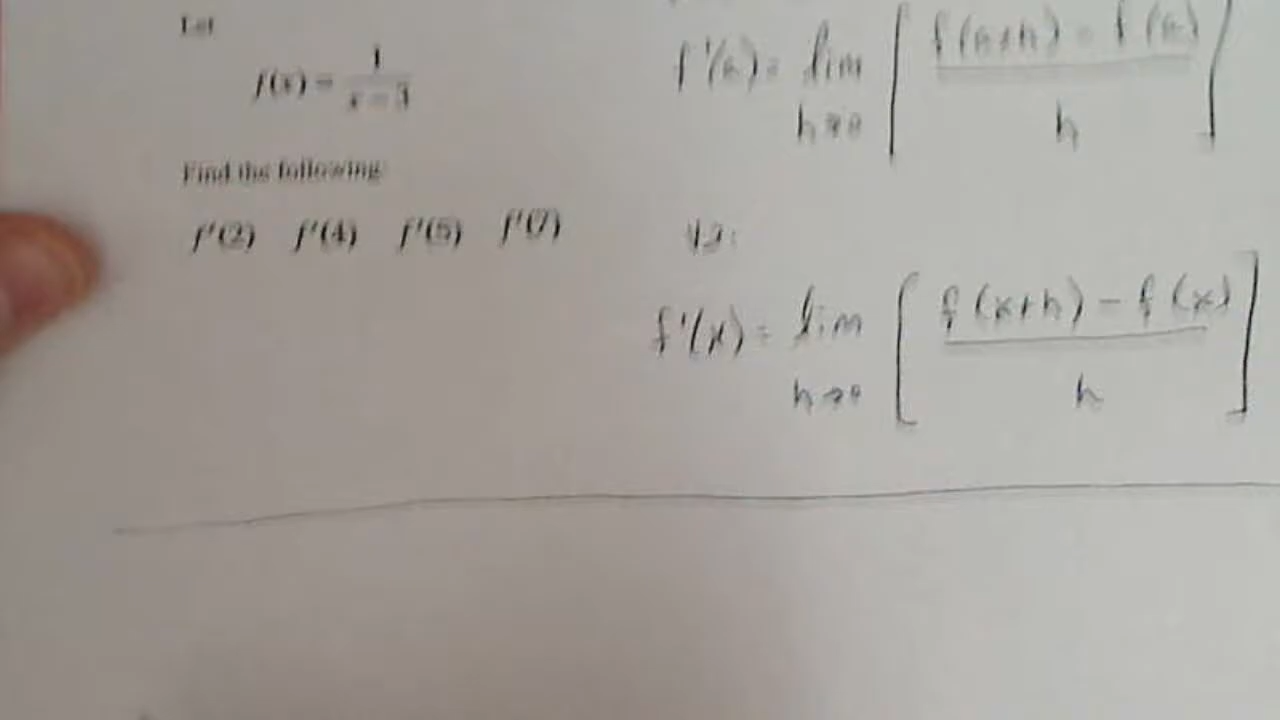 Let
f(x) = 1 / (x − 3)
Find the following
f'(2) f'(4) f'(5) f'(7)
f'(a) = lim h→0 [ f(a+h) - f(a) / h ]
f'(x) = lim h→0 [ f(x+h) - f(x) / h ]